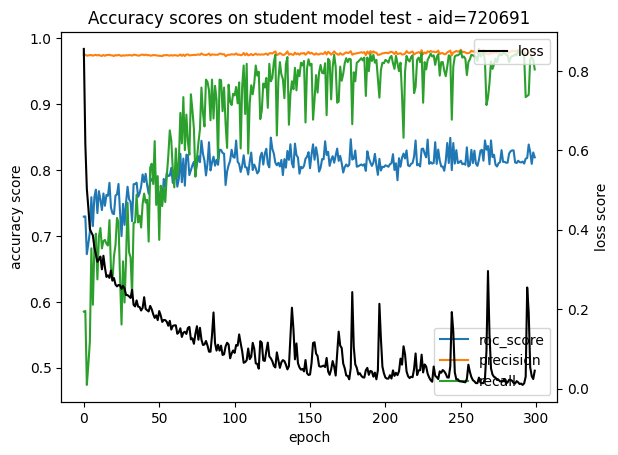 Accuracy scores on student model test - aid=720691
1.0
0.9
0.8
0.7
0.6
0.5
accuracy score
0
50
100
150
200
250
300
epoch
0.8
0.6
0.4
0.2
0.0
loss score
loss
roc_score
precision
recall